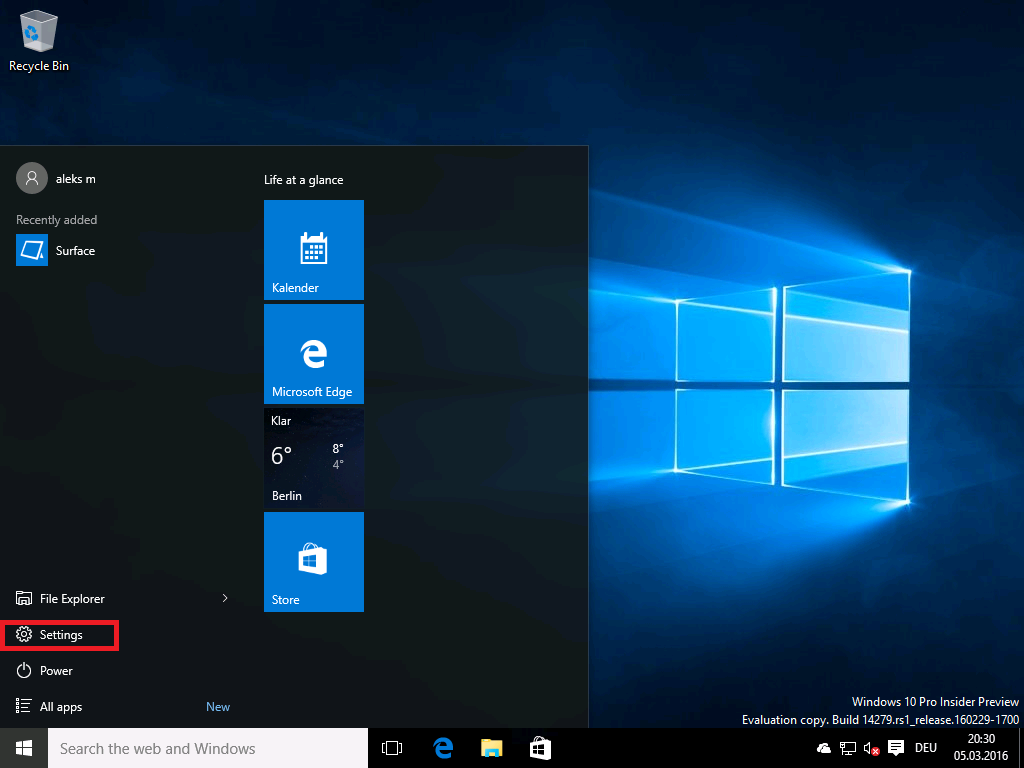 Recycle Bin
aleks m
Recently added
Surface
Life at a glance
Kalender
Microsoft Edge
Klar
6° 8°
4°
Berlin
Store
File Explorer
Settings
Power
All apps New
Windows 10 Pro Insider Preview
Evaluation copy. Build 14279.rs1_release.160229-1700
Search the web and Windows
DEU
20:30
05.03.2016